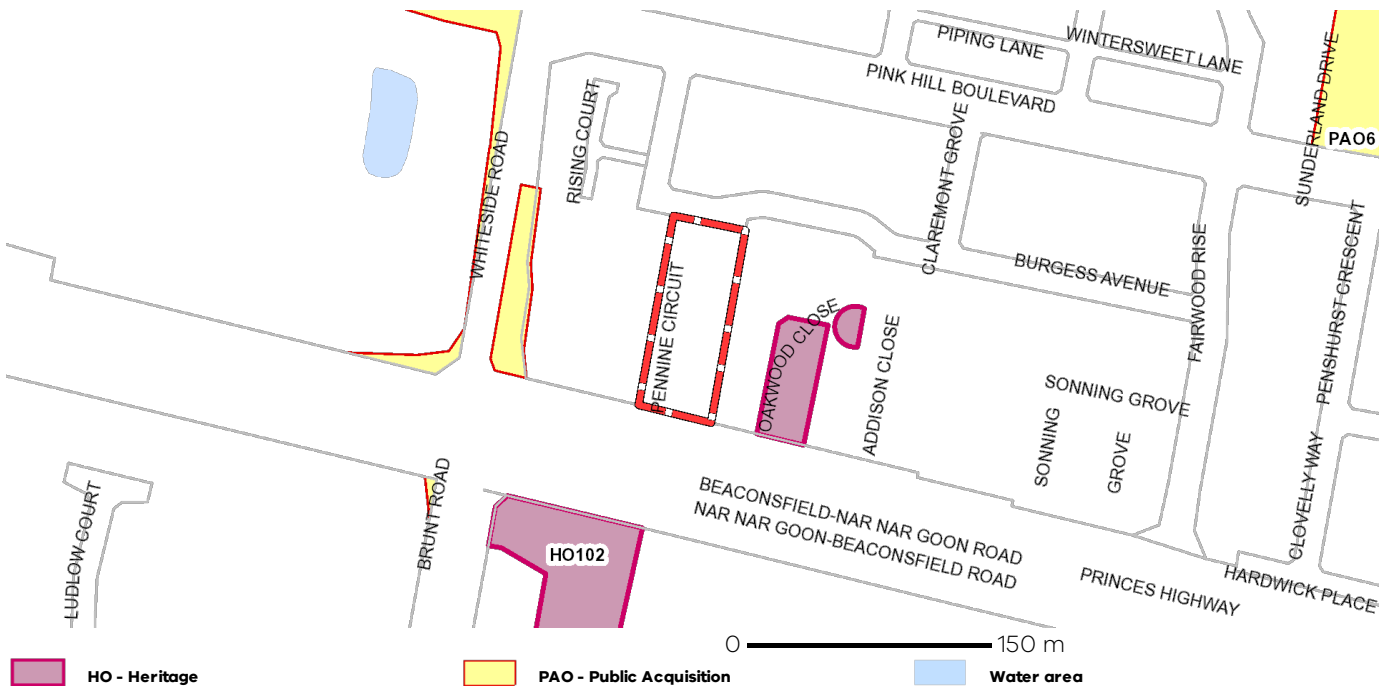 PIPING LANE
WINTERSWEET LANE
PINK HILL BOULEVARD
SUNDERLAND DRIVE
PAO6
RISING COURT
WHITESIDE ROAD
CLAREMONT GROVE
BURGESS AVENUE
FAIRWOOD RISE
PENSHURST CRESCENT
PENNINE CIRCUIT
OAKWOOD CLOSE
ADDISON CLOSE
SONNING GROVE
SONNING
GROVE
CLOVELLY WAY
LUDLOW COURT
BRUNT ROAD
HO102
BEACONSFIELD-NAR NAR GOON ROAD
NAR NAR GOON-BEACONSFIELD ROAD
PRINCES HIGHWAY
HARDWICK PLACE
0 150 m
HO - Heritage
PAO - Public Acquisition
Water area